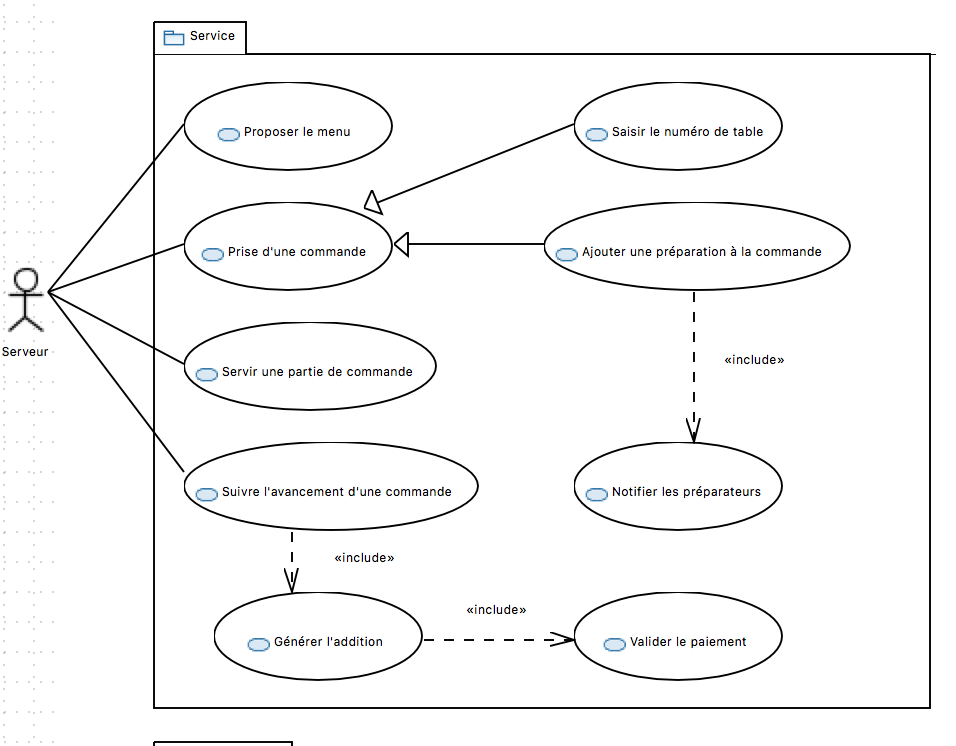 Service
Proposer le menu
Saisir le numéro de table
Prise d'une commande
Ajouter une préparation à la commande
Serveur
«include»
Servir une partie de commande
Suivre l'avancement d'une commande
Notifier les préparateurs
«include»
«include»
Générer l'addition
Valider le paiement